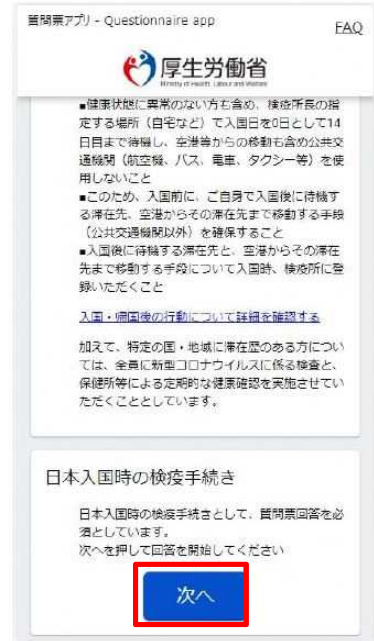 質問票アプリ - Questionnaire app
FAQ
厚生労働省
Ministry of Health, Labour and Welfare
■健康状態に異常のない方も含め、検疫所長の指
定する場所（自宅など）で入国日を0日として14
日目まで待機し、空港等からの移動も含め公共交
通機関（航空機、バス、電車、タクシー等）を使
用しないこと
■このため、入国前に、ご自身で入国後に待機す
る滞在先、空港からその滞在先まで移動する手段
（公共交通機関以外）を確保すること
■入国後に待機する滞在先と、空港からその滞在
先まで移動する手段について入国時、検疫所に登
録いただくこと
入国・帰国後の行動について詳細を確認する
加えて、特定の国・地域に滞在歴のある方につい
ては、全員に新型コロナウイルスに係る検査と、
保健所等による定期的な健康確認を実施させてい
ただくこととしています。
日本入国時の検疫手続き
日本入国時の検疫手続きとして、質問票回答を必
須としています。
次へを押して回答を開始してください
次へ